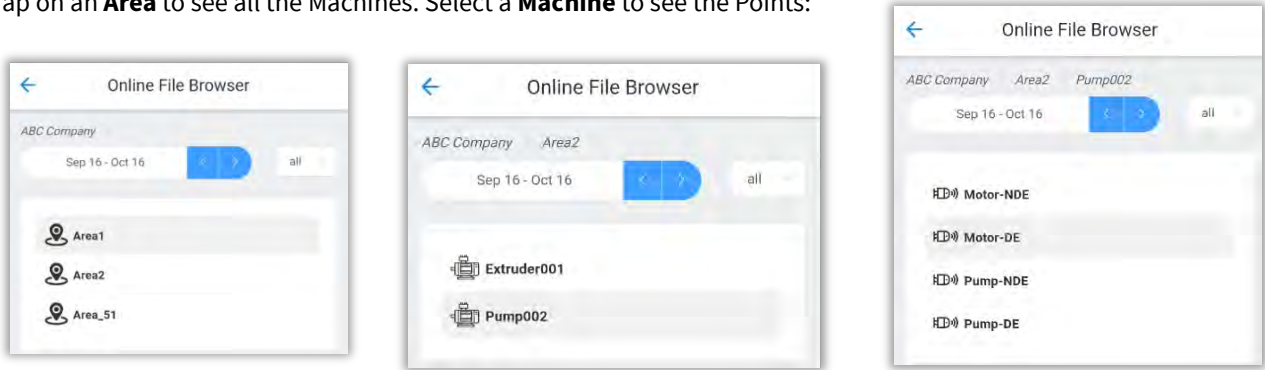 ap on an Area to see all the Machines. Select a Machine to see the Points:
Online File Browser
ABC Company
Sep 16 - Oct 16
all
Area1
Area2
Area_51
Online File Browser
ABC Company Area2
Sep 16 - Oct 16
all
Extruder001
Pump002
Online File Browser
ABC Company Area2 Pump002
Sep 16 - Oct 16
all
Motor-NDE
Motor-DE
Pump-NDE
Pump-DE